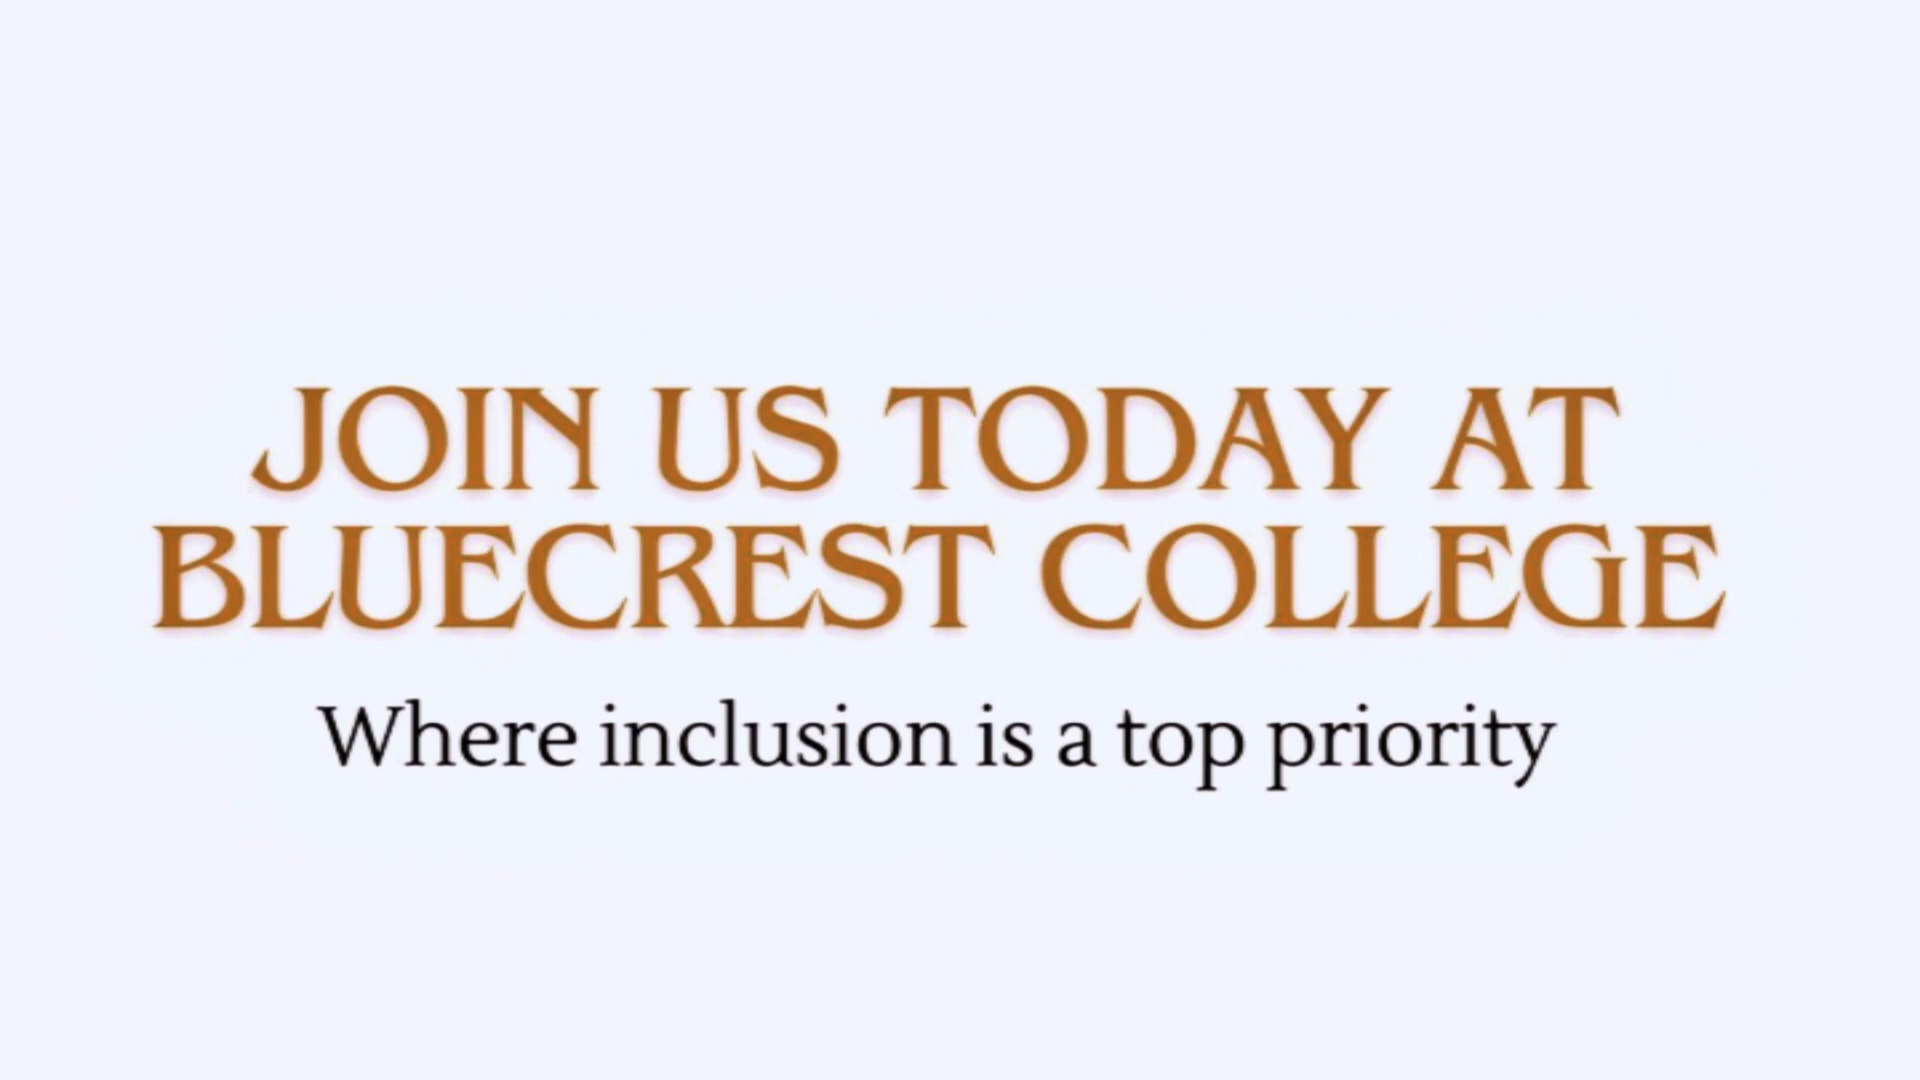 JOIN US TODAY AT
BLUECREST COLLEGE
Where inclusion is a top priority